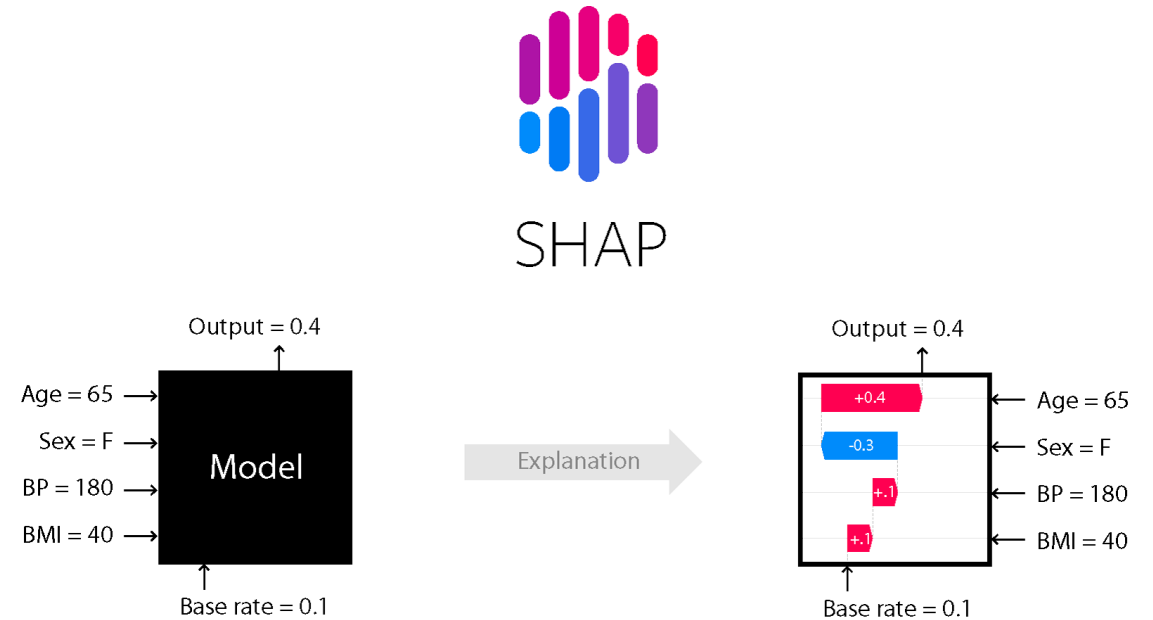 SHAP
Output = 0.4
Age = 65
Sex = F
BP = 180
BMI = 40
Model
Base rate = 0.1
Explanation
Output = 0.4
+0.4
Age = 65
-0.3
Sex = F
+.1
BP = 180
+.1
BMI = 40
Base rate = 0.1